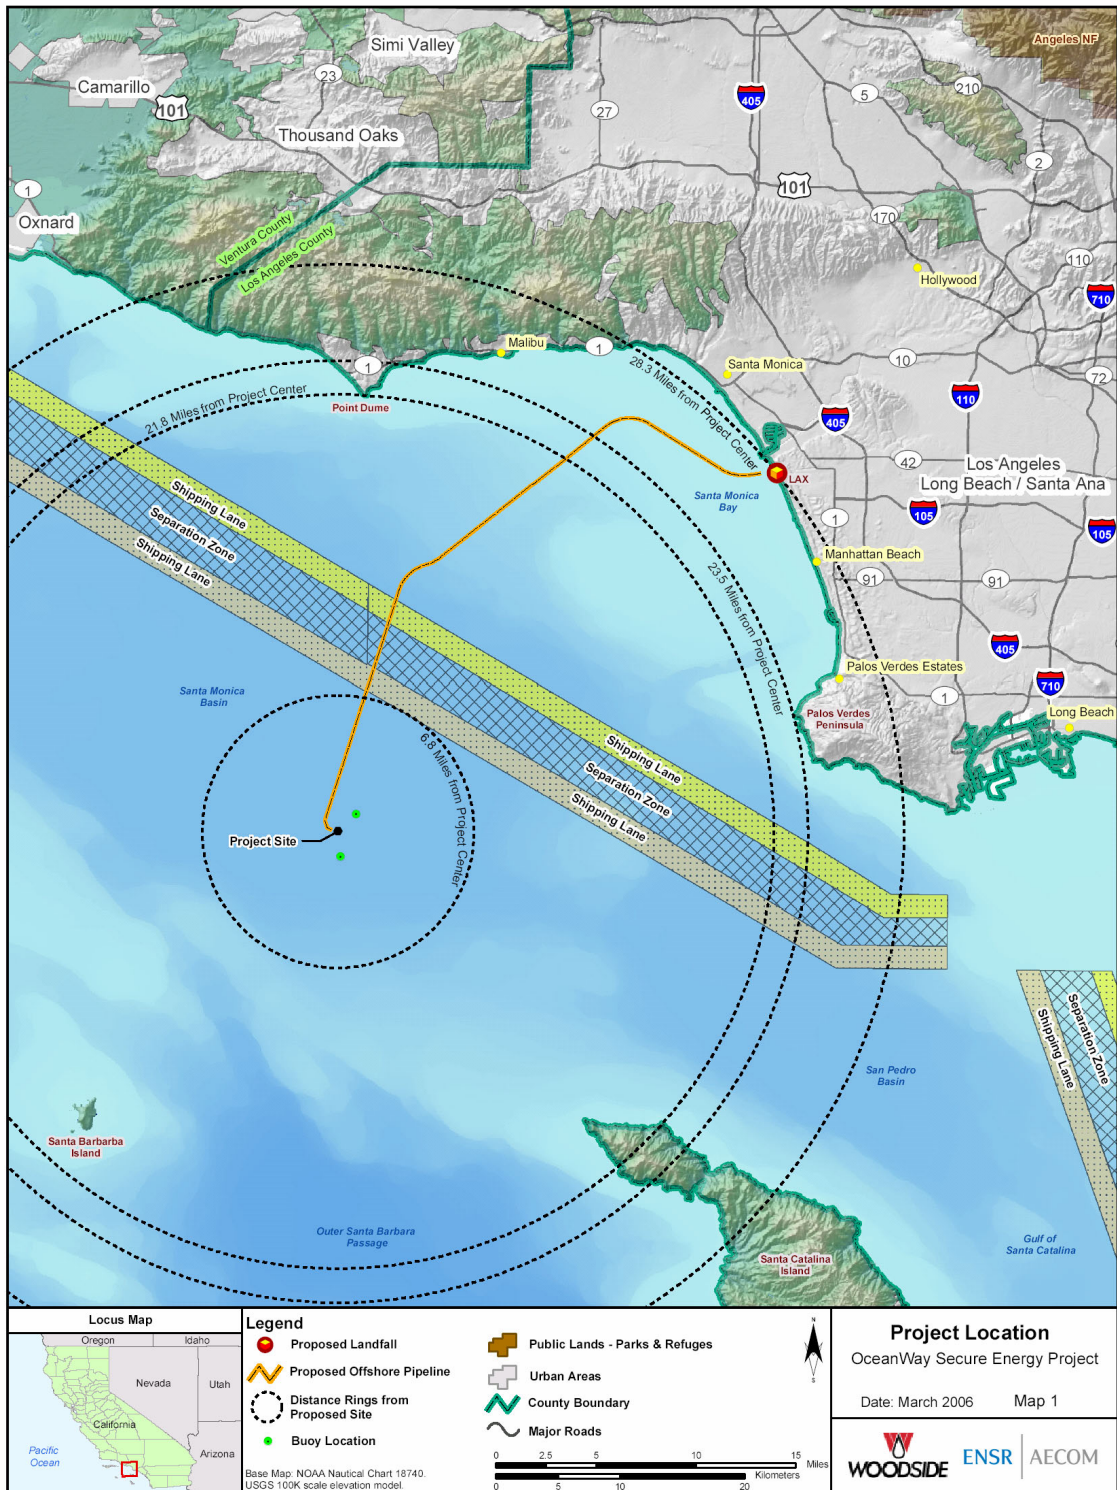 Simi Valley
Angeles NF
Camarillo
23
101
405
5
210
27
Thousand Oaks
2
1
Oxnard
101
170
Ventura County
Los Angeles County
110
Hollywood
710
Malibu
1
1
Santa Monica
10
72
28.3 Miles from Project Center
21.8 Miles from Project Center
Point Dume
110
405
42
Los Angeles
Long Beach / Santa Ana
LAX
Santa Monica
Bay
Shipping Lane
Separation Zone
Shipping Lane
1
105
105
Manhattan Beach
91
91
23.5 Miles from Project Center
405
Palos Verdes Estates
710
1
Santa Monica
Basin
Palos Verdes
Peninsula
Long Beach
6.8 Miles from Project Center
Shipping Lane
Separation Zone
Shipping Lane
Project Site
San Pedro
Basin
Shipping Lane
Separation Zone
Santa Barbarba
Island
Outer Santa Barbara
Passage
Santa Catalina
Island
Gulf of
Santa Catalina
Locus Map
Oregon
Idaho
Nevada
Utah
California
Arizona
Pacific
Ocean
Legend
Proposed Landfall
Proposed Offshore Pipeline
Distance Rings from
Proposed Site
Buoy Location
Public Lands - Parks & Refuges
Urban Areas
County Boundary
Major Roads
Base Map: NOAA Nautical Chart 18740.
USGS 100K scale elevation model.
0 2.5 5 10 15
Miles
Kilometers
0 5 10 20
N
S
Project Location
OceanWay Secure Energy Project
Date: March 2006 Map 1
WOODSIDE
ENSR AECOM